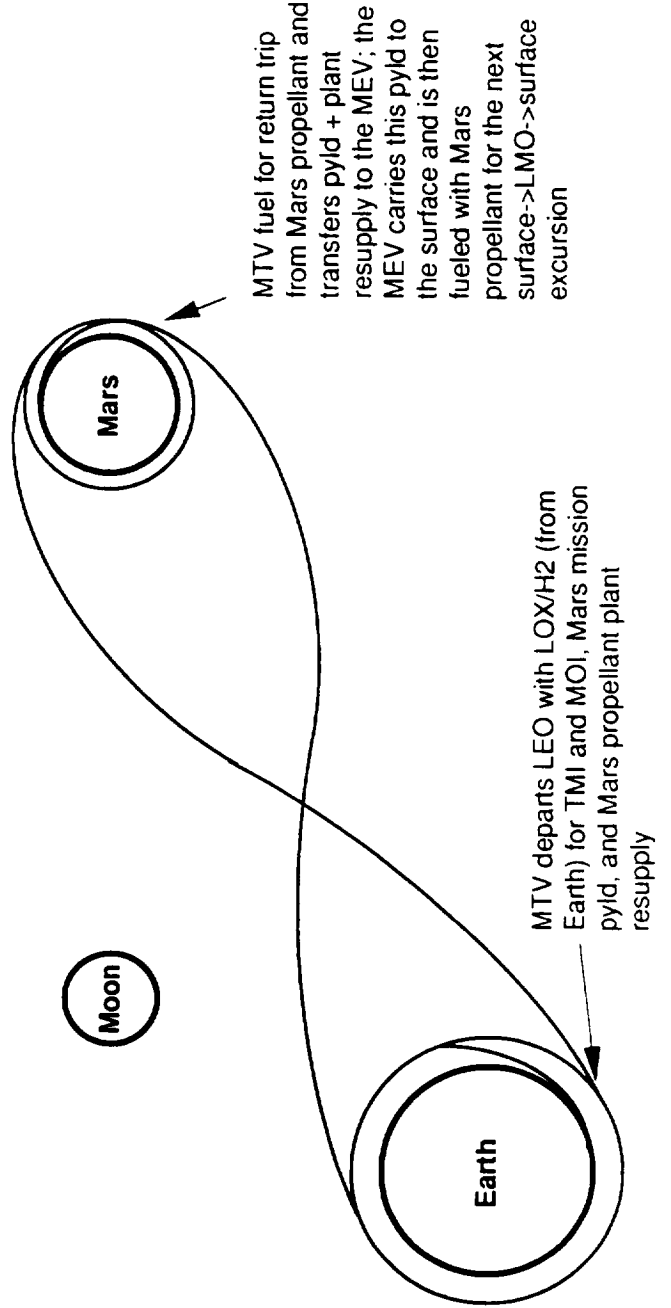 MTV fuel for return trip
from Mars propellant and
transfers pyld + plant
resupply to the MEV; the
MEV carries this pyld to
the surface and is then
fueled with Mars
propellant for the next
surface->LMO->surface
excursion
Mars
Moon
Earth
MTV departs LEO with LOX/H2 (from
Earth) for TMI and MOI, Mars mission
pyld, and Mars propellant plant
resupply